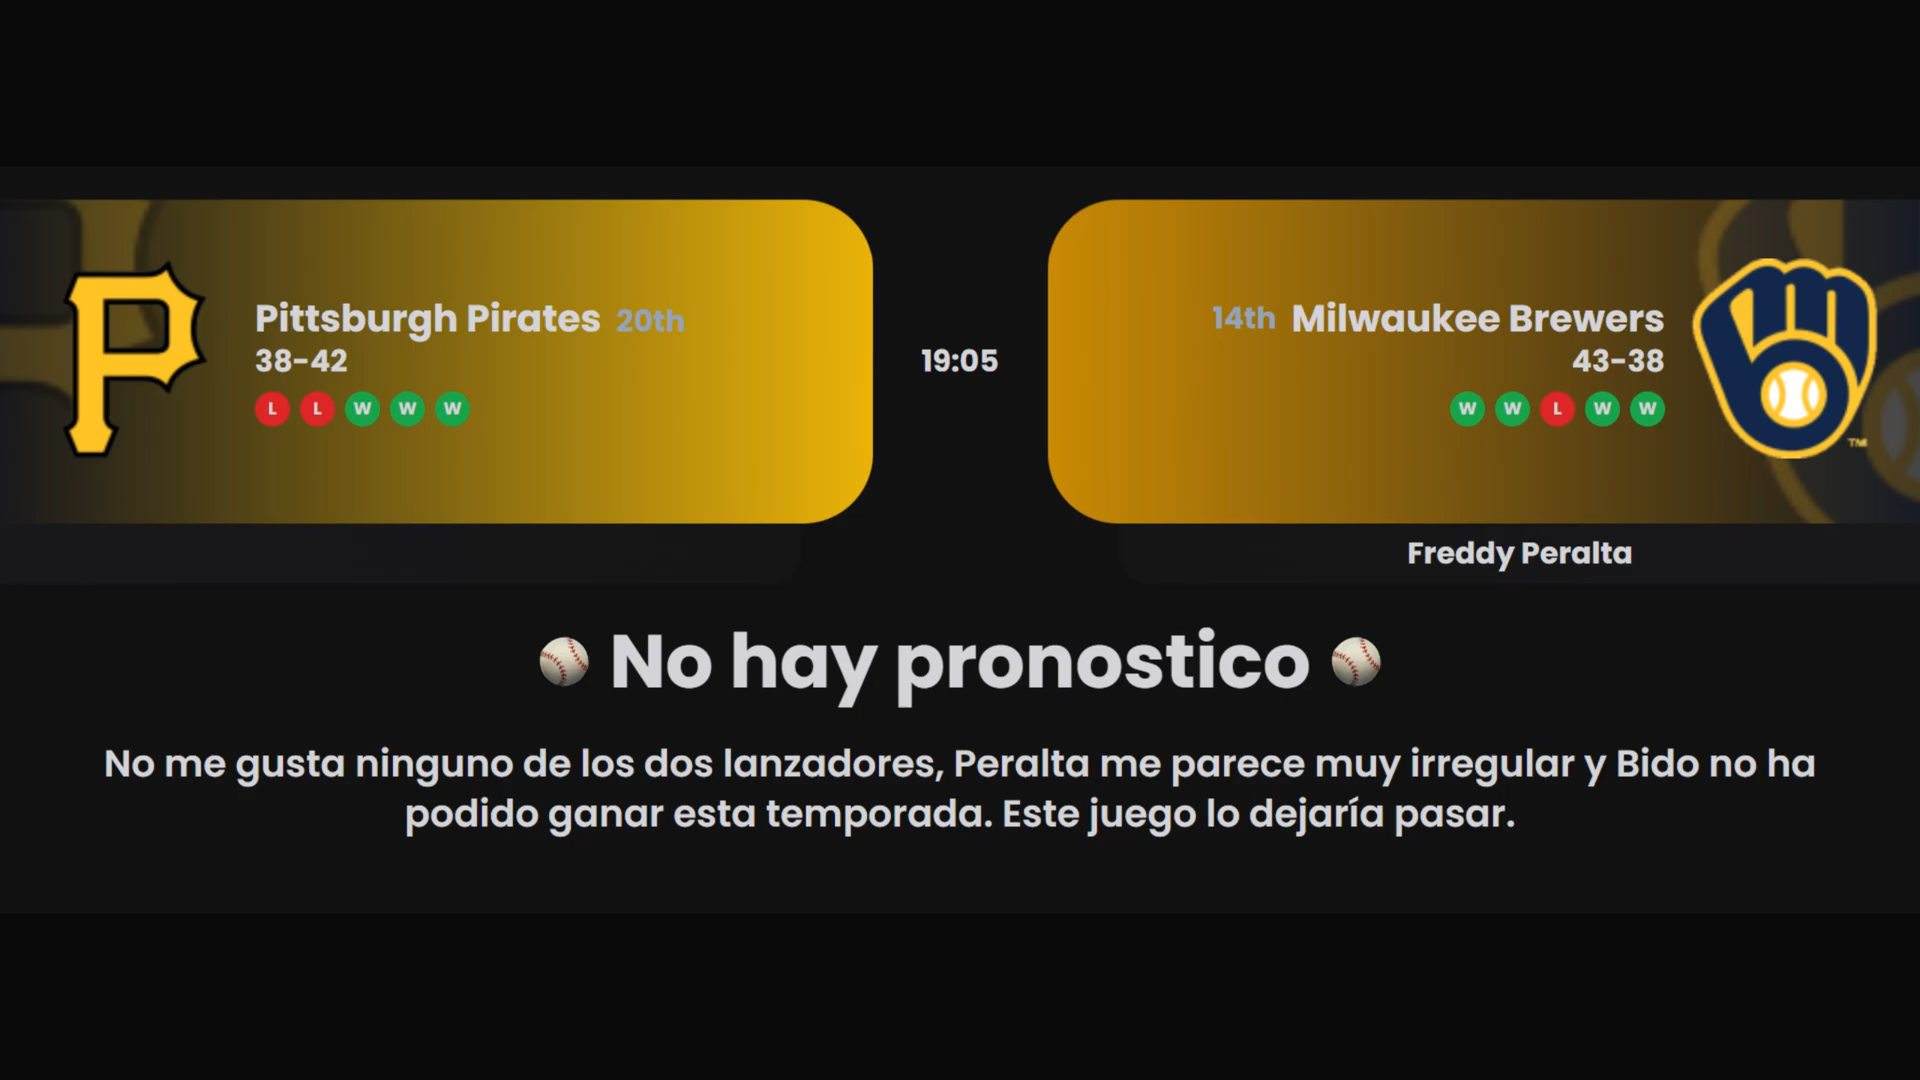 Pittsburgh Pirates 20th
38-42
L L W W W
19:05
14th Milwaukee Brewers
43-38
W W L W W
TM
Freddy Peralta
No hay pronostico
No me gusta ninguno de los dos lanzadores, Peralta me parece muy irregular y Bido no ha
podido ganar esta temporada. Este juego lo dejaría pasar.